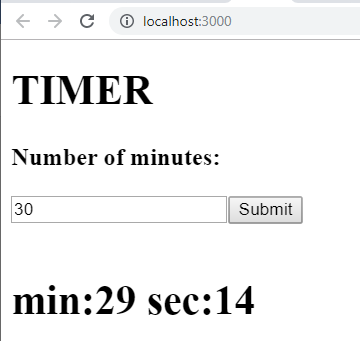 localhost:3000
TIMER
Number of minutes:
30 Submit
min:29 sec:14